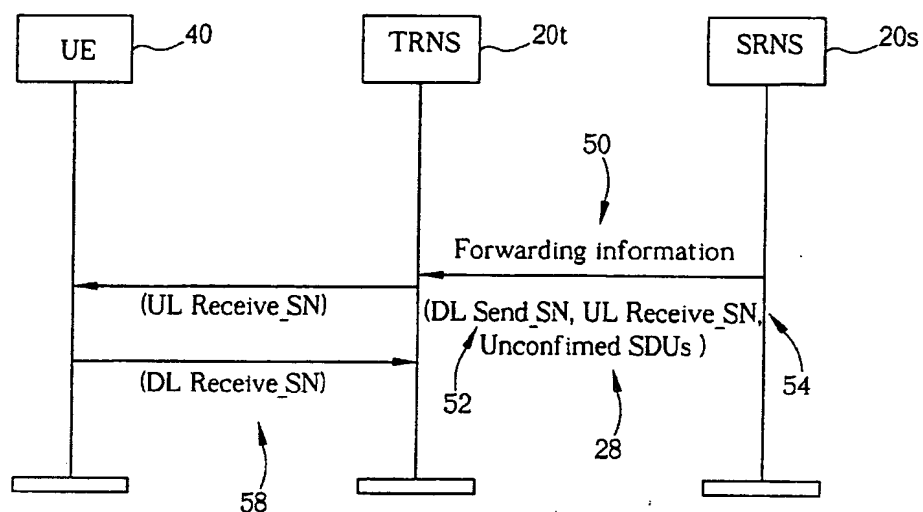 UE
40
TRNS
20t
SRNS
20s
50
Forwarding information
(UL Receive_SN)
(DL Send_SN, UL Receive_SN,
Unconfimed SDUs )
(DL Receive_SN)
52
54
28
58